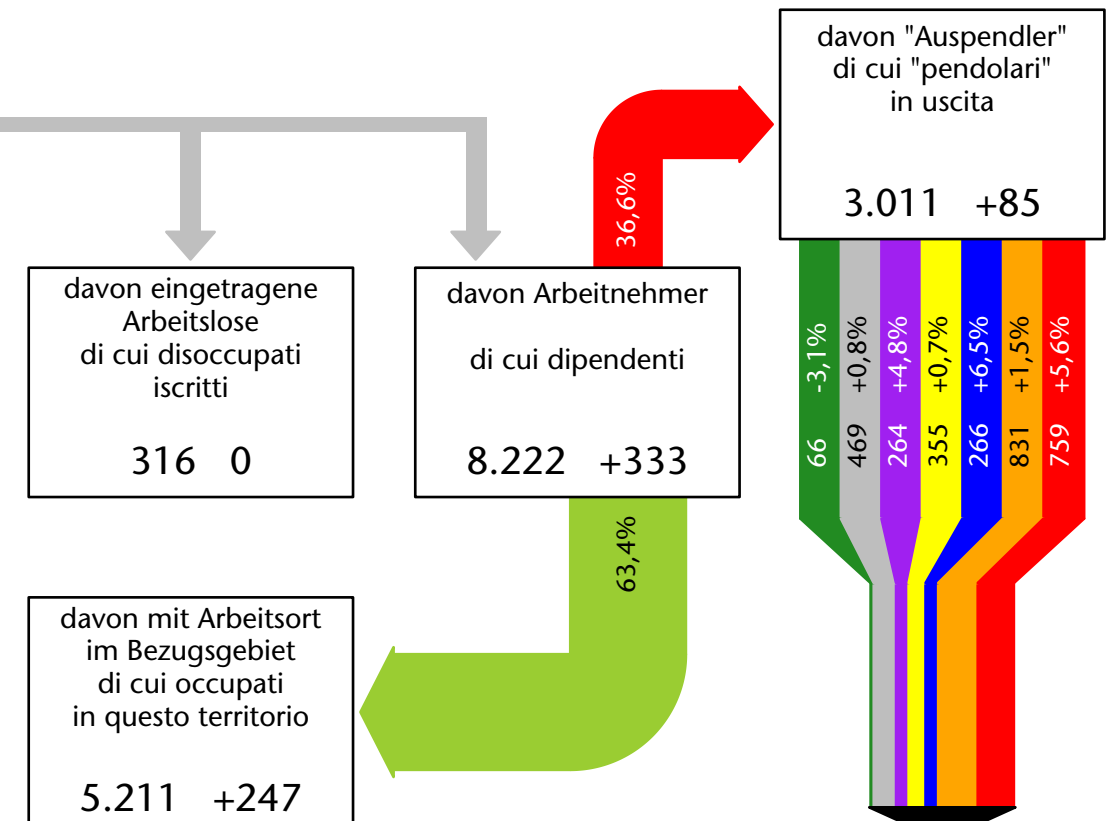 davon "Auspendler"
di cui "pendolari"
in uscita
3.011 +85
36,6%
davon eingetragene
Arbeitslose
di cui disoccupati
iscritti
316 0
davon Arbeitnehmer
di cui dipendenti
8.222 +333
66 -3,1%
469 +0,8%
264 +4,8%
355 +0,7%
266 +6,5%
831 +1,5%
759 +5,6%
63,4%
davon mit Arbeitsort
im Bezugsgebiet
di cui occupati
in questo territorio
5.211 +247